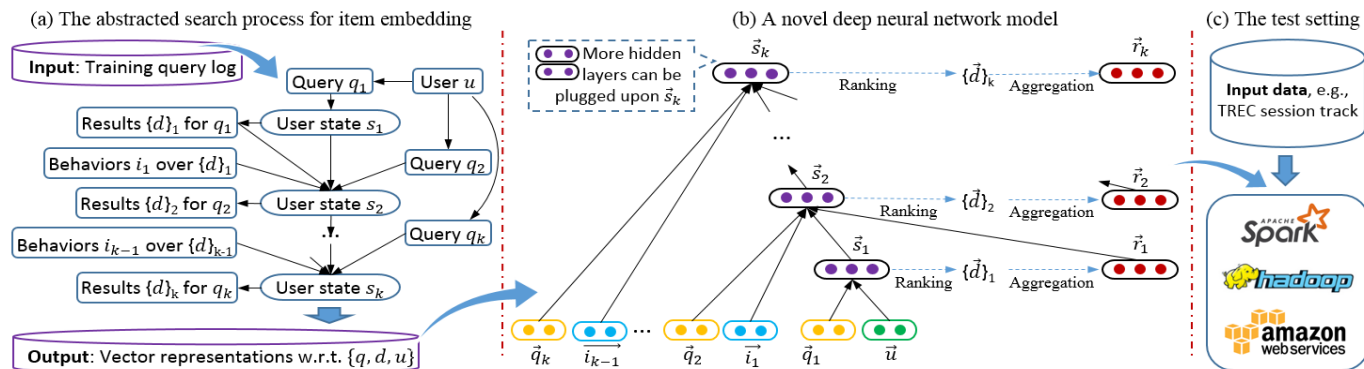 (a) The abstracted search process for item embedding
Input: Training query log
Query q₁
User u
Results {d}₁ for q₁
User state s₁
Behaviors i₁ over {d}₁
Query q₂
Results {d}₂ for q₂
User state s₂
...
Behaviors iₖ₋₁ over {d}ₖ₋₁
Query qₖ
Results {d}ₖ for qₖ
User state sₖ
Output: Vector representations w.r.t. {q, d, u}
(b) A novel deep neural network model
More hidden
layers can be
plugged upon s⃗ₖ
s⃗ₖ
Ranking
{d⃗}ₖ
Aggregation
r⃗ₖ
...
s⃗₂
Ranking
{d⃗}₂
Aggregation
r⃗₂
s⃗₁
Ranking
{d⃗}₁
Aggregation
r⃗₁
...
q⃗ₖ
i⃗ₖ₋₁
q⃗₂
i⃗₁
q⃗₁
u⃗
(c) The test setting
Input data, e.g.,
TREC session track
APACHE
Spark
hadoop
amazon
web services